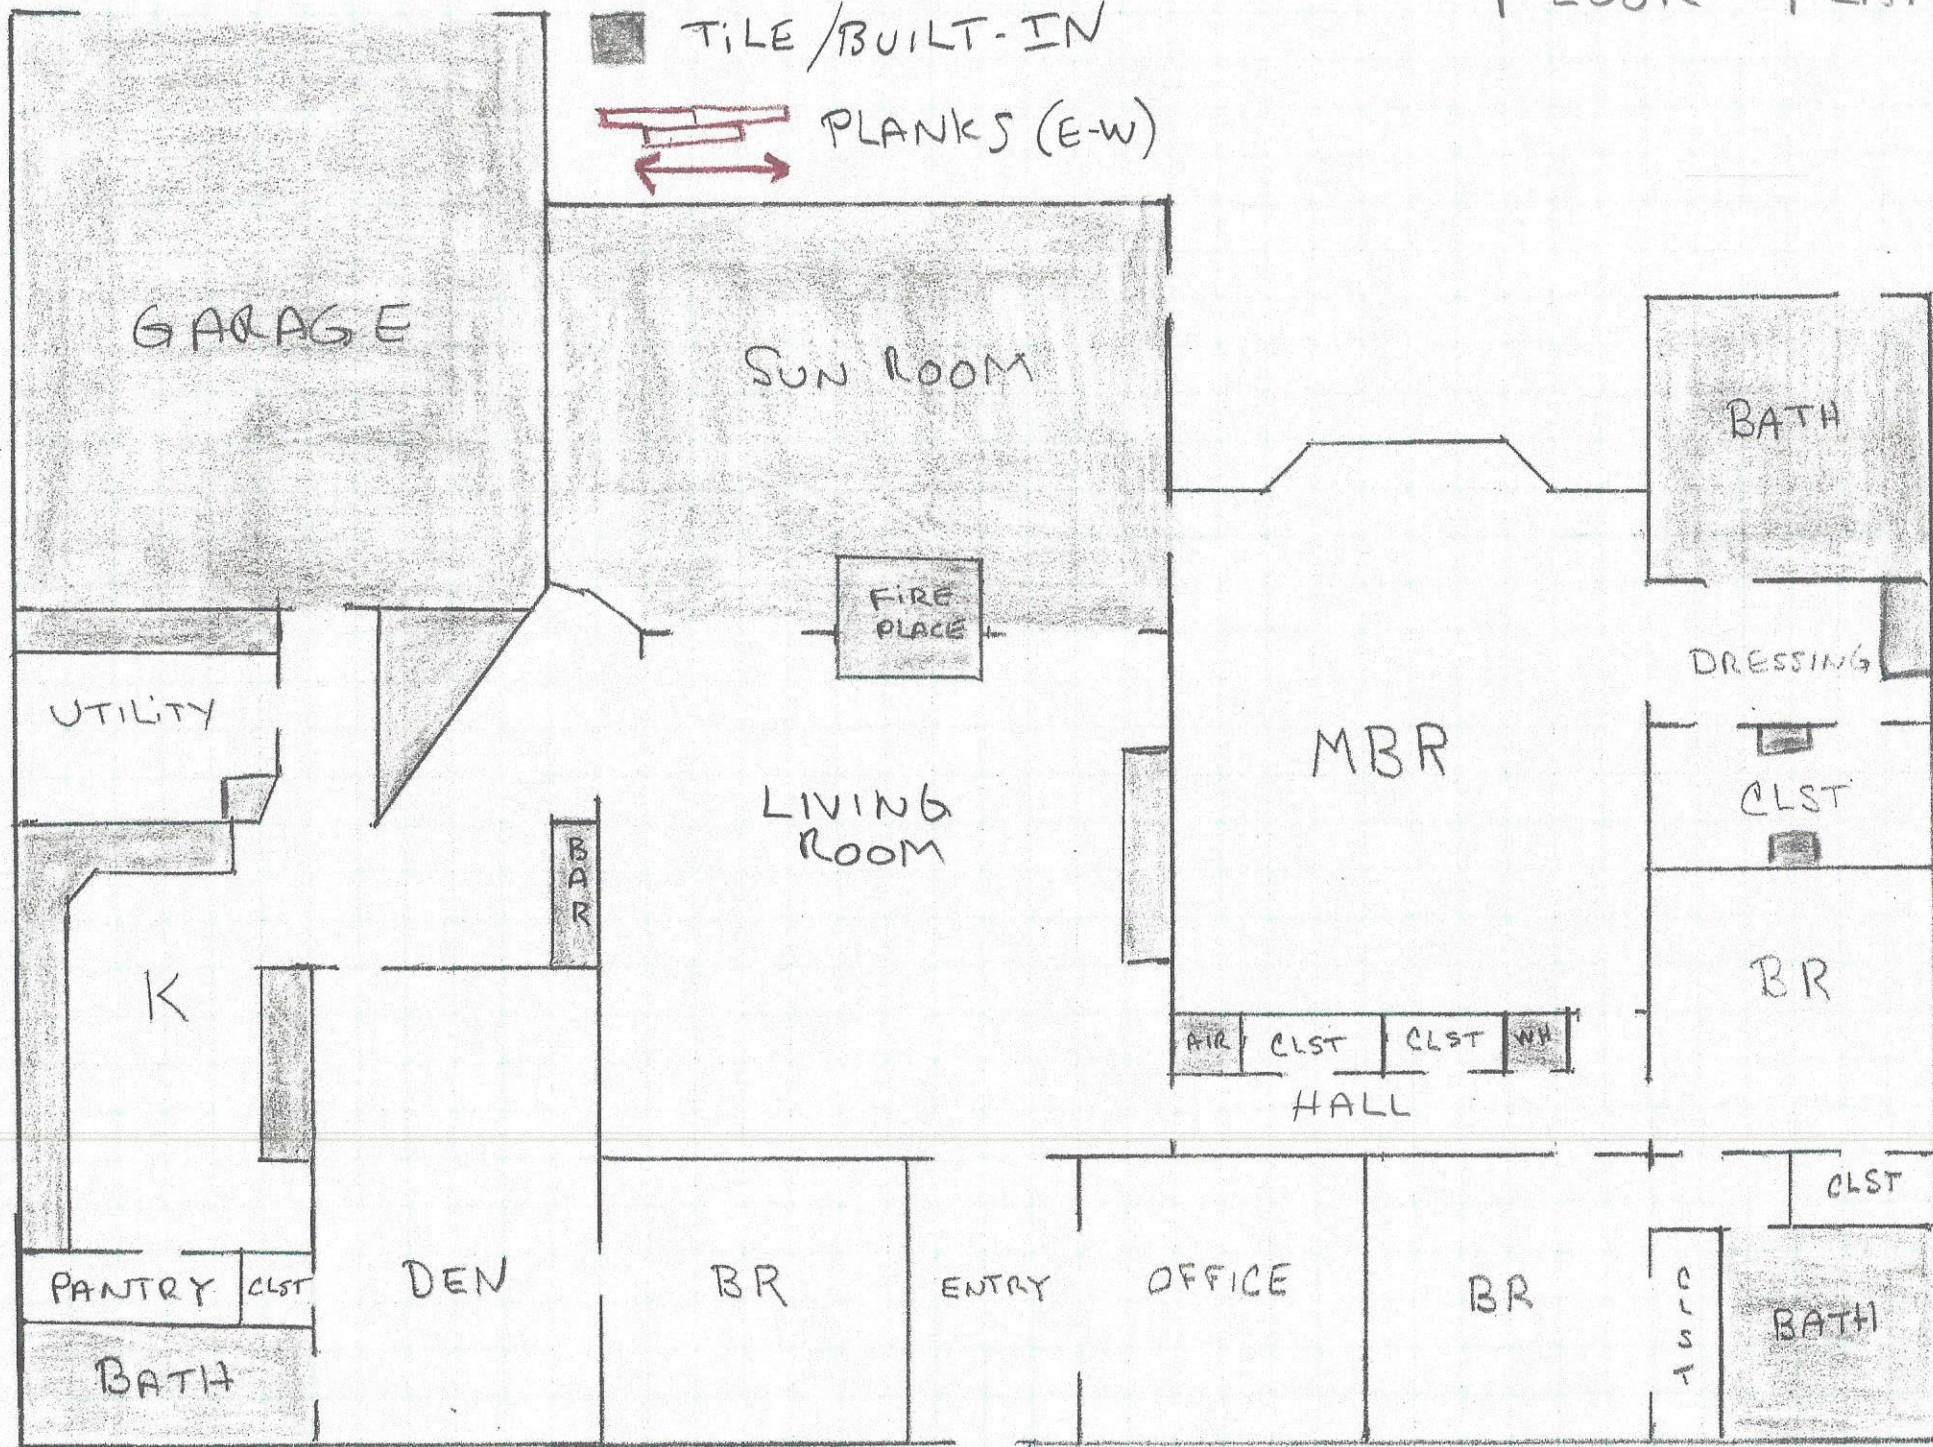 TiLE/BUILT-IN
PLANKS (E-W)
GARAGE
SUN ROOM
BATH
FiRE
PLACE
UTiLiTY
DRESSING
MBR
LIVING
ROOM
CLST
BAR
K
BR
AIR
CLST
CLST
WH
HALL
CLST
PANTRY
CLST
DEN
BR
ENTRY
OFFICE
BR
CLST
BATH
BATH